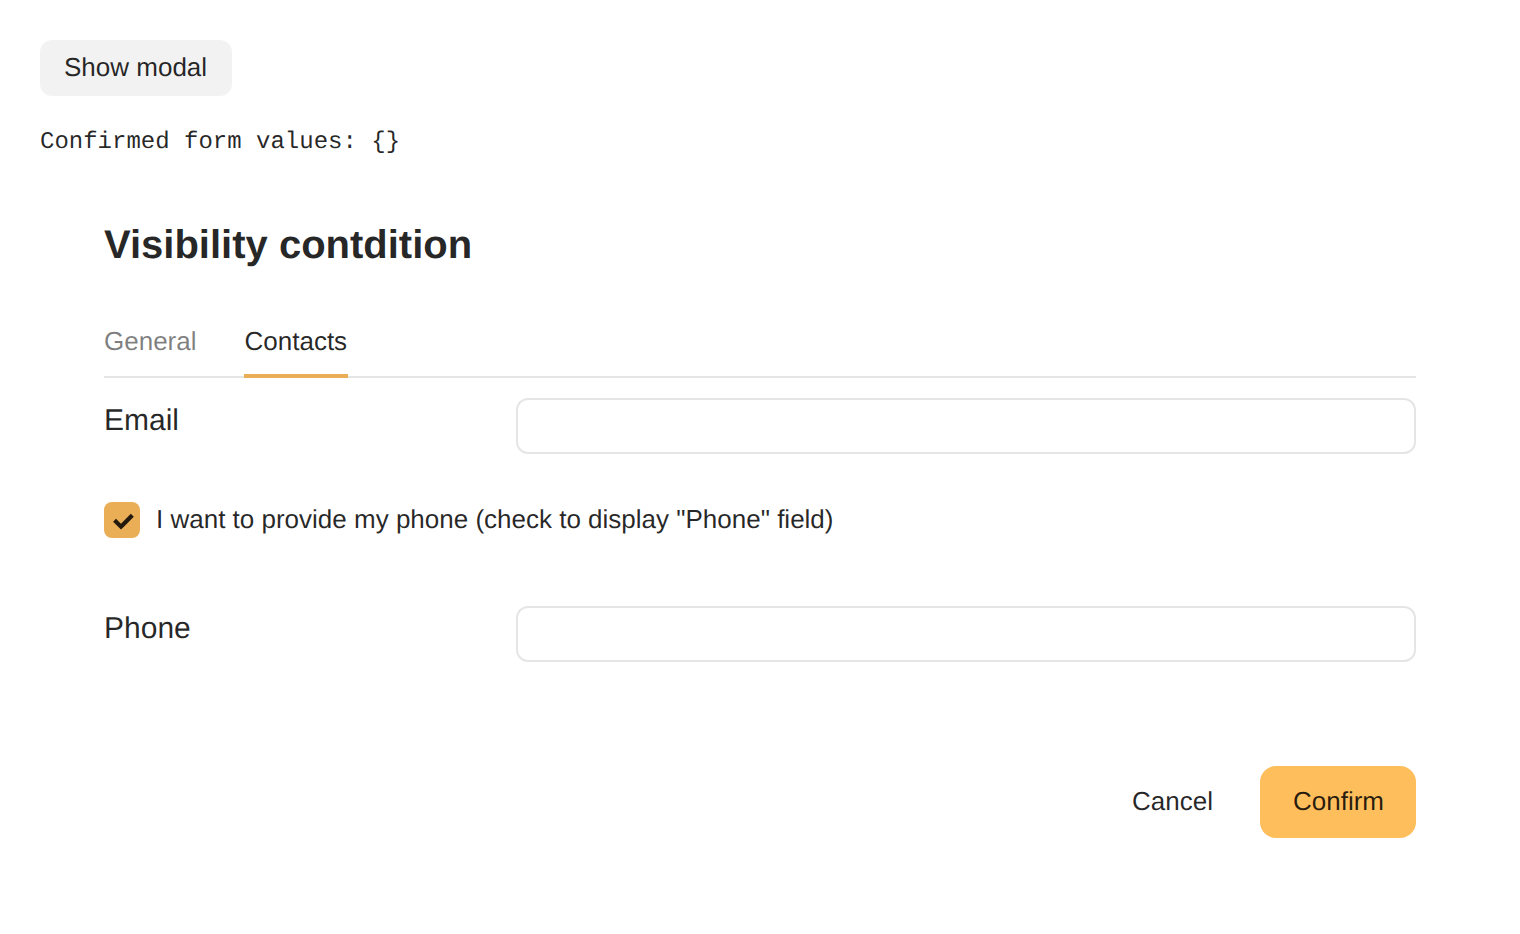 Show modal
Confirmed form values: {}
Visibility contdition
General Contacts
Email
I want to provide my phone (check to display "Phone" field)
Phone
Cancel Confirm